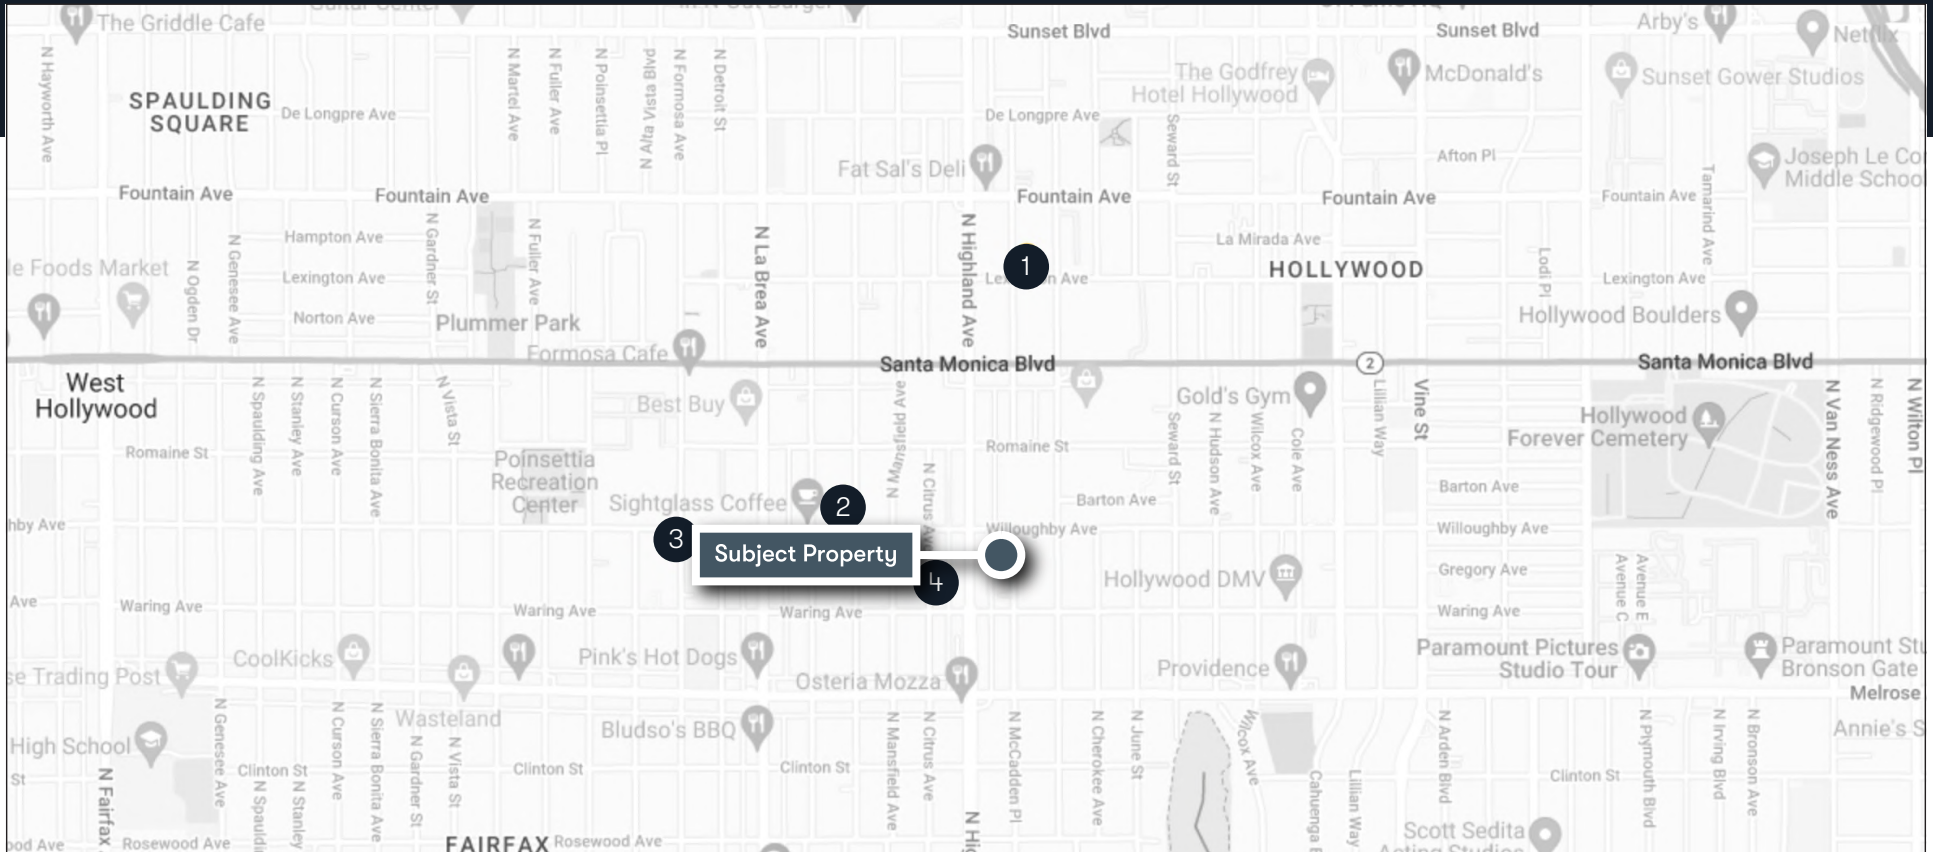 The Griddle Cafe
Sunset Blvd
Sunset Blvd
Arby's
Netflix
N Hayworth Ave
N Martel Ave
N Fuller Ave
N Poinsettia Pl
N Alta Vista Blvd
N Formosa Ave
N Detroit St
The Godfrey
Hotel Hollywood
McDonald's
Sunset Gower Studios
SPAULDING
SQUARE
De Longpre Ave
De Longpre Ave
Seward St
Afton Pl
Fat Sal's Deli
Joseph Le Co
Middle School
Fountain Ave
Fountain Ave
Fountain Ave
Fountain Ave
Fountain Ave
Tamarind Ave
Hampton Ave
N Gardner St
N Fuller Ave
N La Brea Ave
N Highland Ave
La Mirada Ave
le Foods Market
N Ogden Dr
N Genesee Ave
Lexington Ave
1
Ave
HOLLYWOOD
Lodi Pl
Lexington Ave
Norton Ave
Plummer Park
Hollywood Boulders
Formosa Cafe
Santa Monica Blvd
2
Santa Monica Blvd
West
Hollywood
N Spaulding Ave
N Stanley Ave
N Curson Ave
N Sierra Bonita Ave
N Vista St
Best Buy
N Mansfield Ave
Gold's Gym
Lillian Way
Vine St
Hollywood
Forever Cemetery
N Van Ness Ave
N Ridgewood Pl
N Wilton Pl
Romaine St
Romaine St
Seward St
N Hudson Ave
Wilcox Ave
Cole Ave
Poinsettia
Recreation
Center
N Citrus Ave
Sightglass Coffee
2
Barton Ave
Barton Ave
hby Ave
Willoughby Ave
Willoughby Ave
3
Subject Property
4
Hollywood DMV
Gregory Ave
Avenue C
Avenue E
Ave
Waring Ave
Waring Ave
Waring Ave
Waring Ave
CoolKicks
Pink's Hot Dogs
Osteria Mozza
Providence
Paramount Pictures
Studio Tour
Paramount Stu
Bronson Gate
se Trading Post
Melrose
Wasteland
Bludso's BBQ
Annie's S
High School
N Genesee Ave
N Curson Ave
N Sierra Bonita Ave
N Gardner St
N Vista St
N Mansfield Ave
N Citrus Ave
N McCadden Pl
N Cherokee Ave
N June St
Wilcox Ave
N Arden Blvd
N Plymouth Blvd
N Irving Blvd
N Bronson Ave
St
N Fairfax
Clinton St
Clinton St
Clinton St
Clinton St
N Spauldi
N Stanley
Cahuenga
Lillian Way
N Hi
Rosewood Ave
FAIRFAX
Rosewood Ave
Scott Sedita